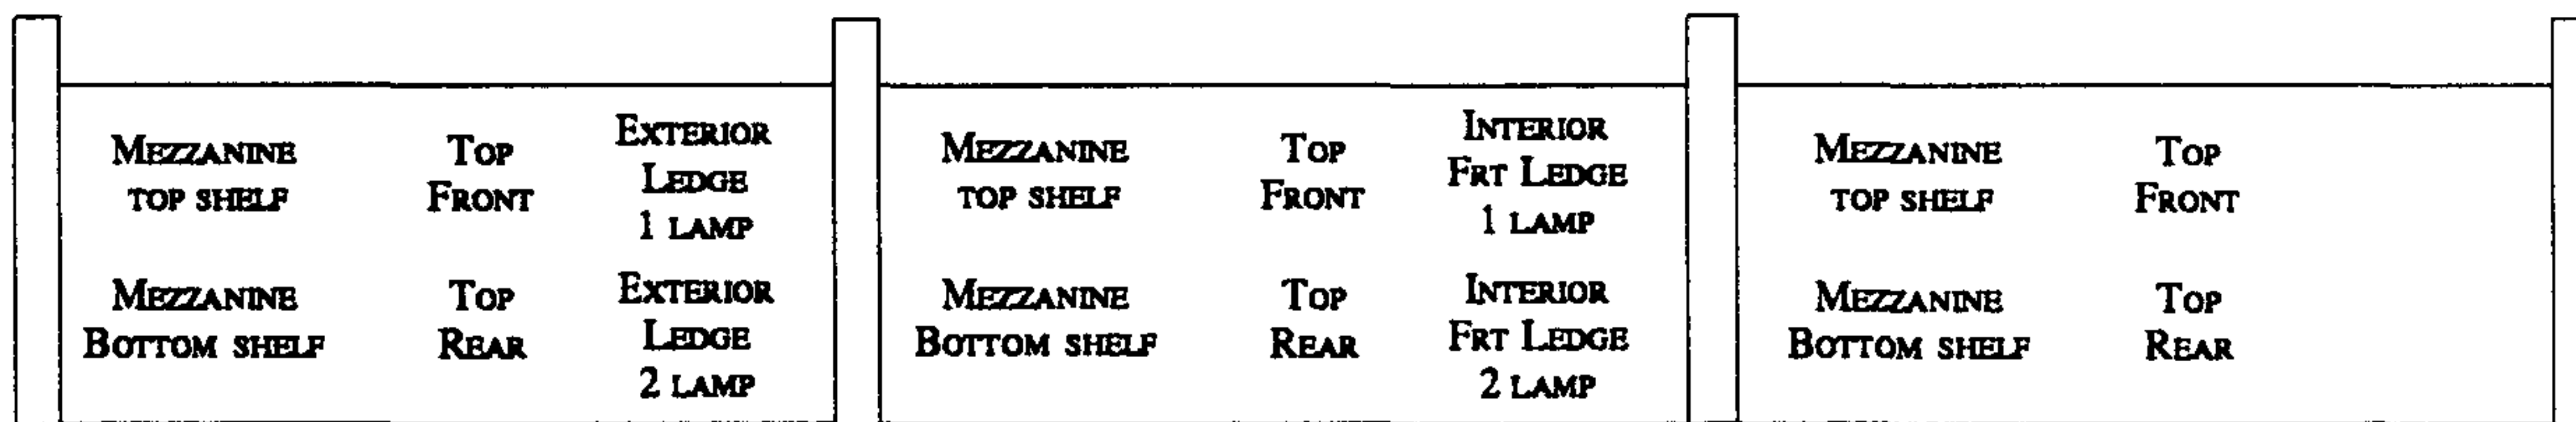 Mezzanine
top shelf
Top
Front
Exterior
Ledge
1 lamp
Mezzanine
Bottom shelf
Top
Rear
Exterior
Ledge
2 lamp
Mezzanine
top shelf
Top
Front
Interior
Frt Ledge
1 lamp
Mezzanine
Bottom shelf
Top
Rear
Interior
Frt Ledge
2 lamp
Mezzanine
top shelf
Top
Front
Mezzanine
Bottom shelf
Top
Rear